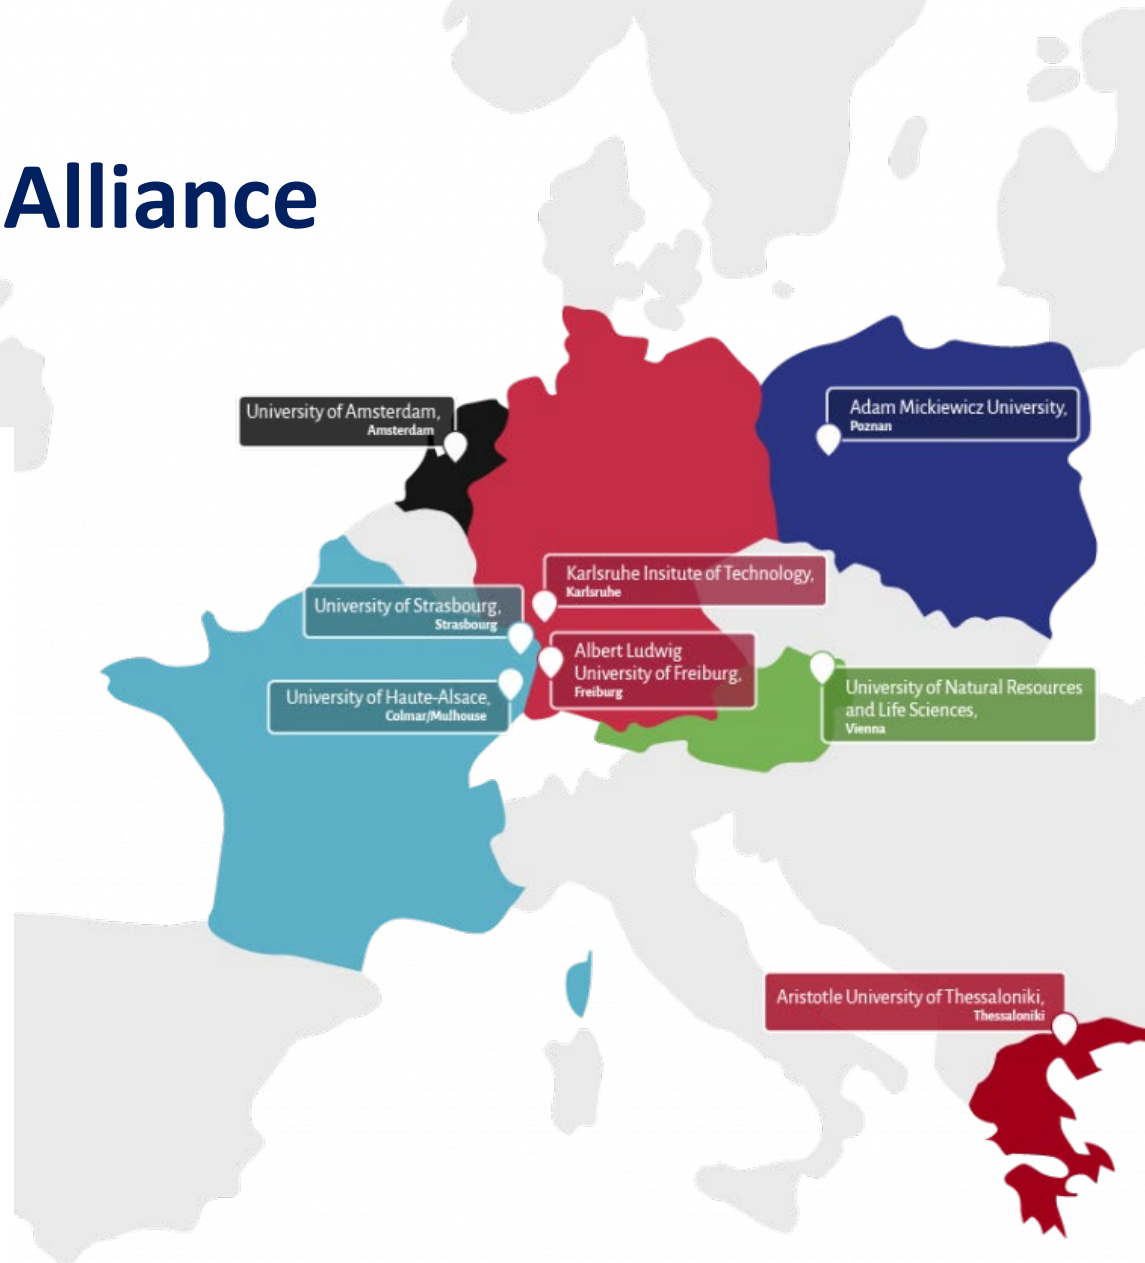 Alliance
University of Amsterdam,
Amsterdam
Adam Mickiewicz University,
Poznan
Karlsruhe Insitute of Technology,
Karlsruhe
University of Strasbourg,
Strasbourg
Albert Ludwig
University of Freiburg,
Freiburg
University of Haute-Alsace,
Colmar/Mulhouse
University of Natural Resources
and Life Sciences,
Vienna
Aristotle University of Thessaloniki,
Thessaloniki